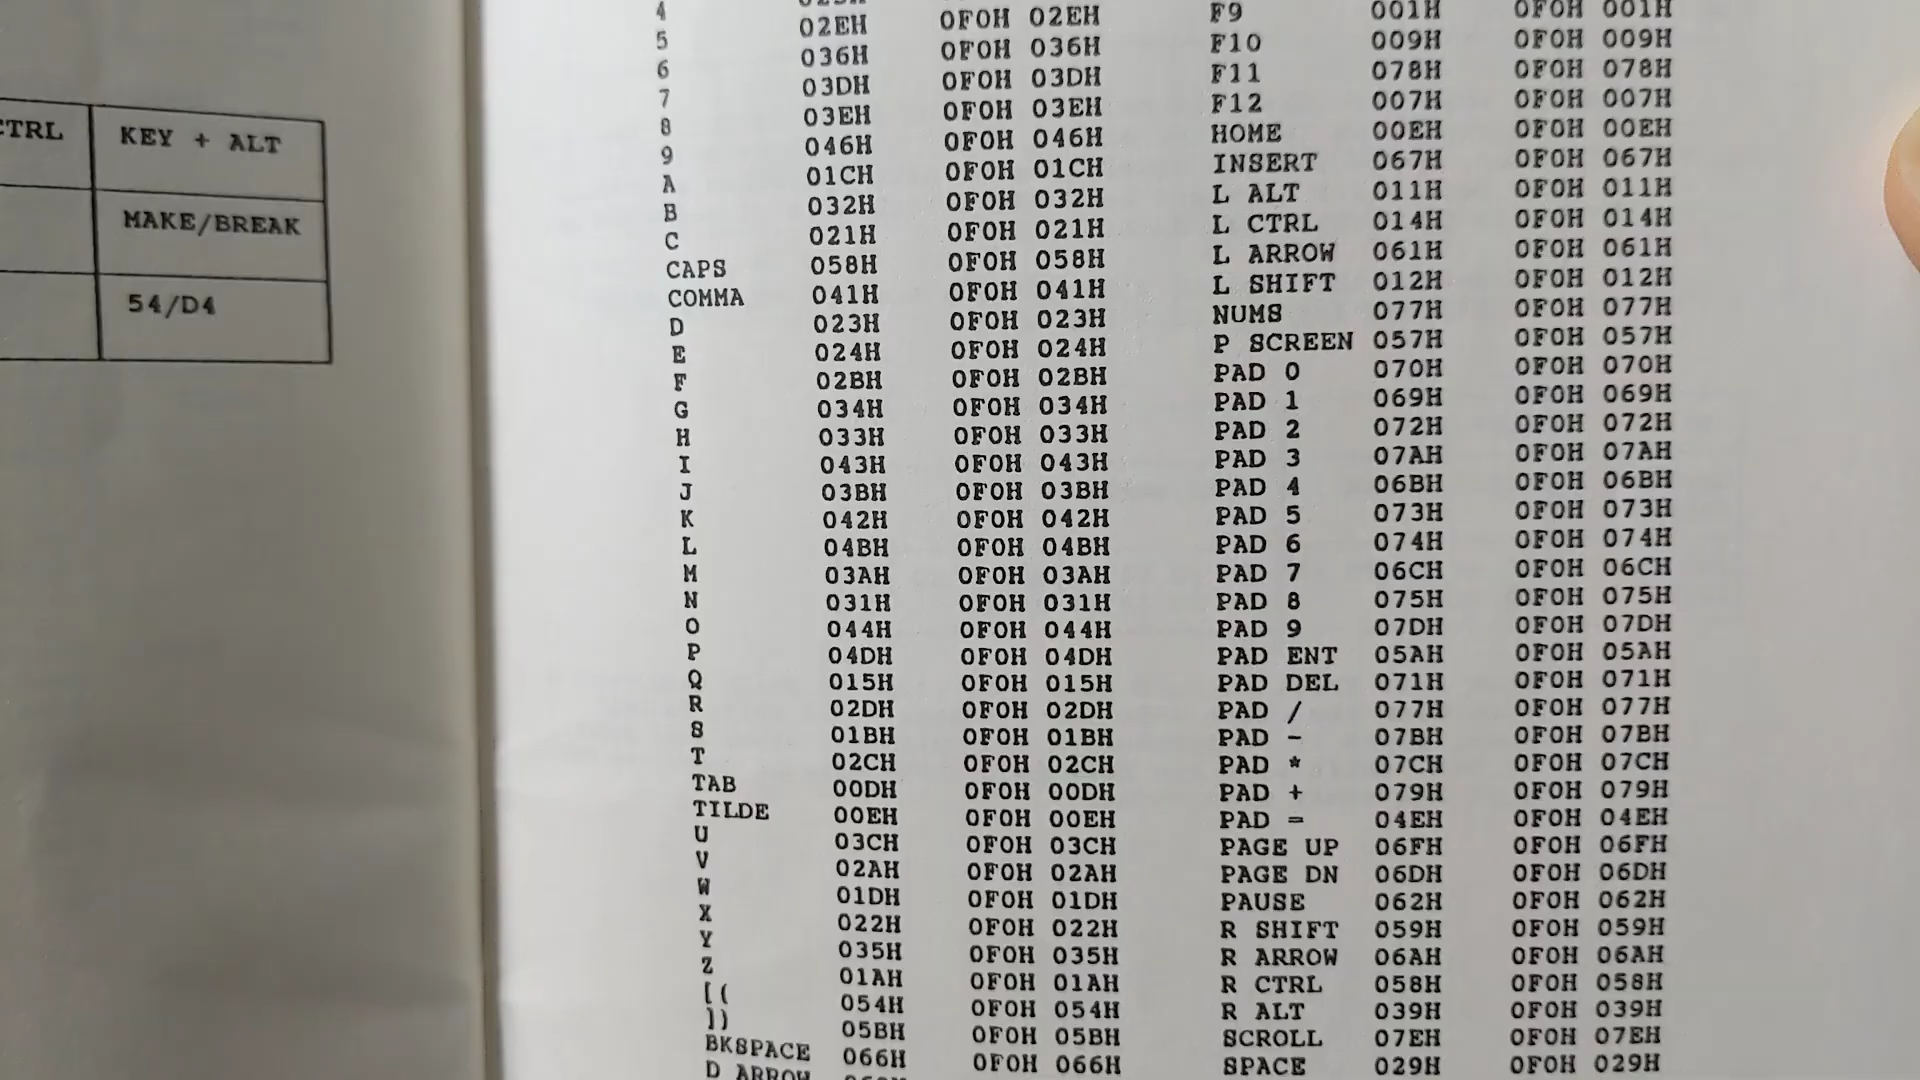 CTRL KEY + ALT
MAKE/BREAK
54/D4
4
5 02EH 0F0H 02EH F9 001H 0F0H 001H
6 036H 0F0H 036H F10 009H 0F0H 009H
7 03DH 0F0H 03DH F11 078H 0F0H 078H
8 03EH 0F0H 03EH F12 007H 0F0H 007H
9 046H 0F0H 046H HOME 00EH 0F0H 00EH
A 01CH 0F0H 01CH INSERT 067H 0F0H 067H
B 032H 0F0H 032H L ALT 011H 0F0H 011H
C 021H 0F0H 021H L CTRL 014H 0F0H 014H
CAPS 058H 0F0H 058H L ARROW 061H 0F0H 061H
COMMA 041H 0F0H 041H L SHIFT 012H 0F0H 012H
D 023H 0F0H 023H NUMS 077H 0F0H 077H
E 024H 0F0H 024H P SCREEN 057H 0F0H 057H
F 02BH 0F0H 02BH PAD 0 070H 0F0H 070H
G 034H 0F0H 034H PAD 1 069H 0F0H 069H
H 033H 0F0H 033H PAD 2 072H 0F0H 072H
I 043H 0F0H 043H PAD 3 07AH 0F0H 07AH
J 03BH 0F0H 03BH PAD 4 06BH 0F0H 06BH
K 042H 0F0H 042H PAD 5 073H 0F0H 073H
L 04BH 0F0H 04BH PAD 6 074H 0F0H 074H
M 03AH 0F0H 03AH PAD 7 06CH 0F0H 06CH
N 031H 0F0H 031H PAD 8 075H 0F0H 075H
O 044H 0F0H 044H PAD 9 07DH 0F0H 07DH
P 04DH 0F0H 04DH PAD ENT 05AH 0F0H 05AH
Q 015H 0F0H 015H PAD DEL 071H 0F0H 071H
R 02DH 0F0H 02DH PAD / 077H 0F0H 077H
S 01BH 0F0H 01BH PAD - 07BH 0F0H 07BH
T 02CH 0F0H 02CH PAD * 07CH 0F0H 07CH
TAB 00DH 0F0H 00DH PAD + 079H 0F0H 079H
TILDE 00EH 0F0H 00EH PAD = 04EH 0F0H 04EH
U 03CH 0F0H 03CH PAGE UP 06FH 0F0H 06FH
V 02AH 0F0H 02AH PAGE DN 06DH 0F0H 06DH
W 01DH 0F0H 01DH PAUSE 062H 0F0H 062H
X 022H 0F0H 022H R SHIFT 059H 0F0H 059H
Y 035H 0F0H 035H R ARROW 06AH 0F0H 06AH
Z 01AH 0F0H 01AH R CTRL 058H 0F0H 058H
[( 054H 0F0H 054H R ALT 039H 0F0H 039H
]) 05BH 0F0H 05BH SCROLL 07EH 0F0H 07EH
BKSPACE 066H 0F0H 066H SPACE 029H 0F0H 029H
D ARROW